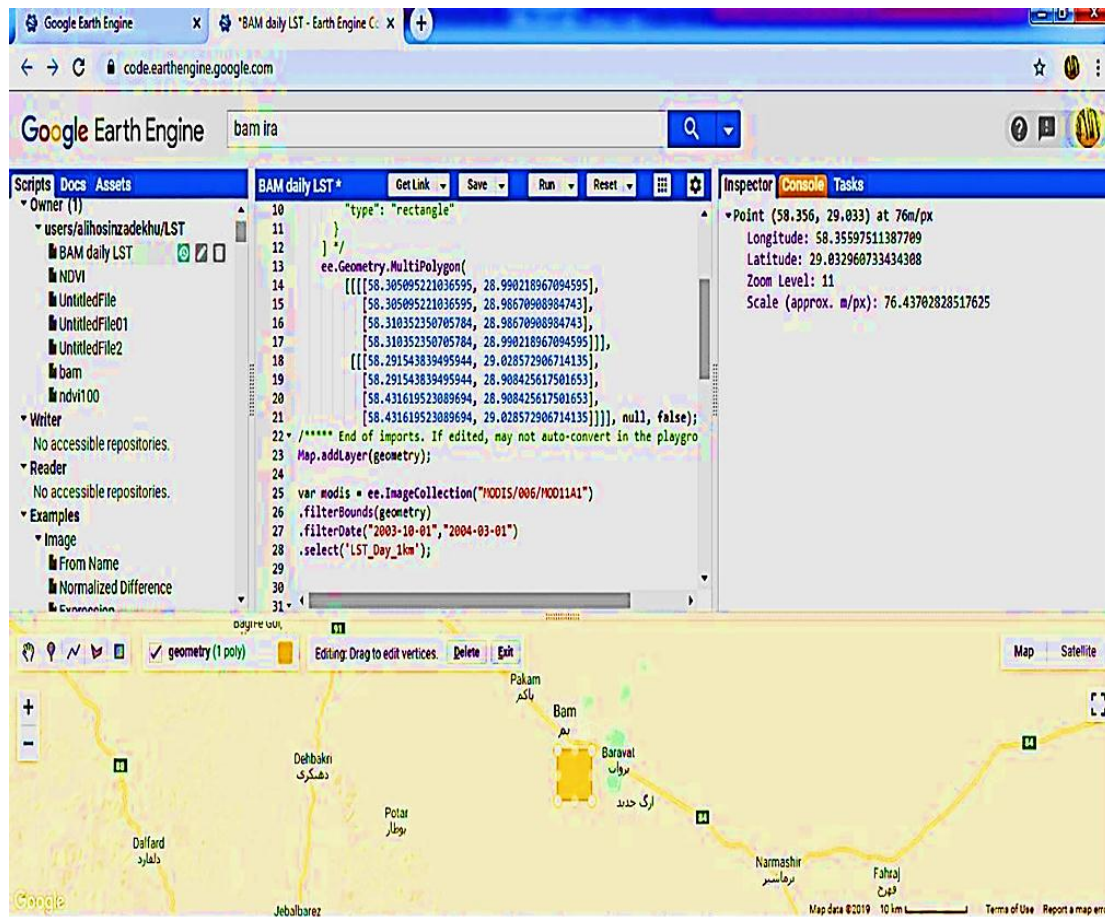 Google Earth Engine
*BAM daily LST - Earth Engine Co
code.earthengine.google.com
Google Earth Engine
bam ira
Scripts Docs Assets
Owner (1)
users/alihosinzadekhu/LST
BAM daily LST
NDVI
UntitledFile
UntitledFile01
UntitledFile2
bam
ndvi100
Writer
No accessible repositories.
Reader
No accessible repositories.
Examples
Image
From Name
Normalized Difference
Expression
BAM daily LST * Get Link Save Run Reset
10 "type": "rectangle"
11 }
12 ] */
13 ee.Geometry.MultiPolygon(
14 [[[[58.305095221036595, 28.990218967094595],
15 [58.305095221036595, 28.98670908984743],
16 [58.310352350705784, 28.98670908984743],
17 [58.310352350705784, 28.990218967094595]]],
18 [[[58.291543839495944, 29.028572906714135],
19 [58.291543839495944, 28.908425617501653],
20 [58.431619523089694, 28.908425617501653],
21 [58.431619523089694, 29.028572906714135]]]], null, false);
22 /***** End of imports. If edited, may not auto-convert in the playgro
23 Map.addLayer(geometry);
24
25 var modis = ee.ImageCollection("MODIS/006/MOD11A1")
26 .filterBounds(geometry)
27 .filterDate("2003-10-01","2004-03-01")
28 .select('LST_Day_1km');
29
30
31
Inspector Console Tasks
Point (58.356, 29.033) at 76m/px
Longitude: 58.35597511387709
Latitude: 29.032960733434308
Zoom Level: 11
Scale (approx. m/px): 76.43702828517625
geometry (1 poly)
Editing: Drag to edit vertices. Delete Exit
Map Satellite
91
Pakam
باکم
Bam
بم
Baravat
بروات
ارگ جدید
Dehbakri
دهبکری
Potar
بوطار
Dalfard
دلفارد
84
84
Narmashir
نرماشیر
Fahraj
فهرج
Jebalbarez
Google
Map data ©2019 10 km Terms of Use Report a map err